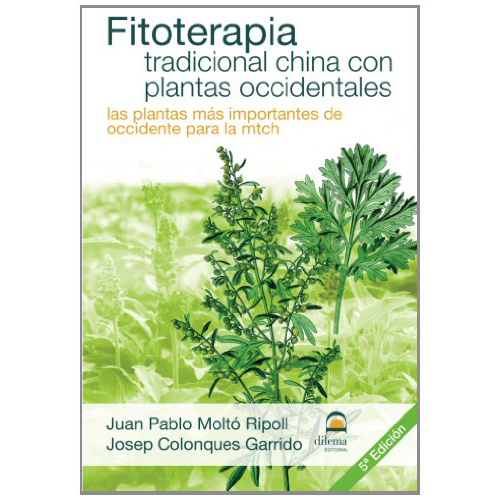 Fitoterapia
tradicional china con
plantas occidentales
las plantas más importantes de
occidente para la mtch
Juan Pablo Moltó Ripoll
Josep Colonques Garrido
dilema
EDITORIAL
5ª Edición